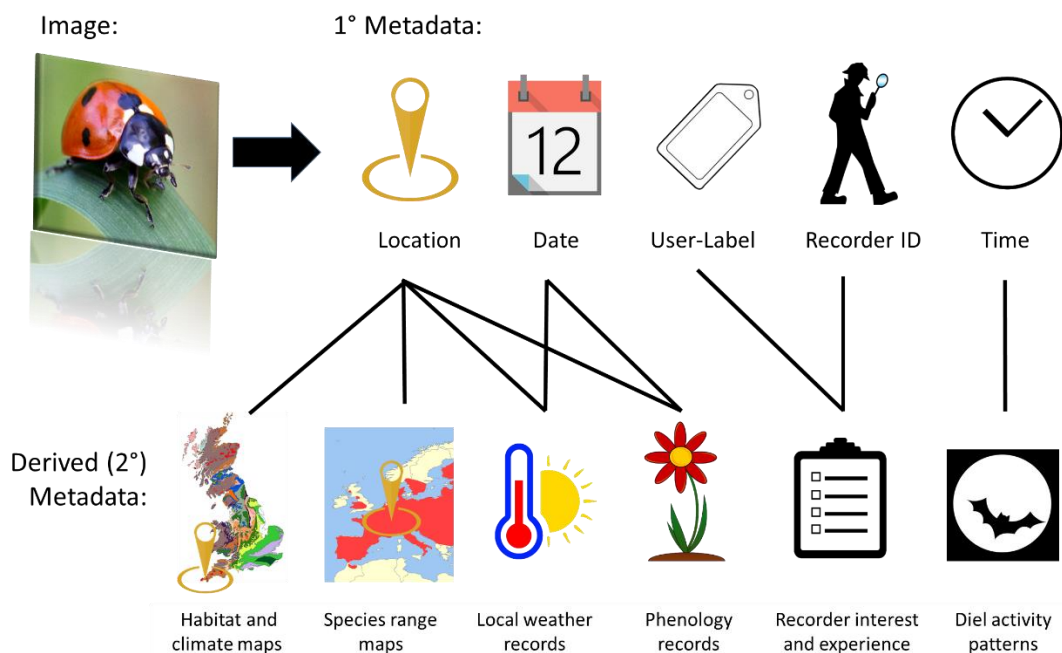 Image:
1° Metadata:
12
Location
Date
User-Label
Recorder ID
Time
Derived (2°)
Metadata:
Habitat and
climate maps
Species range
maps
Local weather
records
Phenology
records
Recorder interest
and experience
Diel activity
patterns